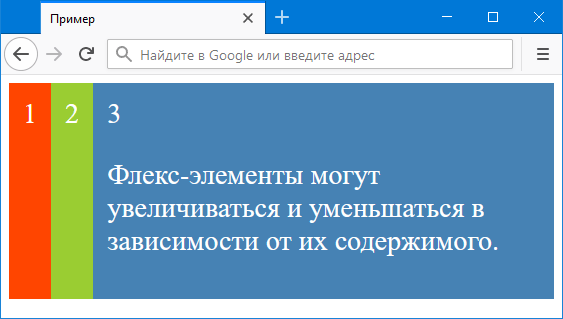 Пример
Найдите в Google или введите адрес
1 2 3
Флекс-элементы могут
увеличиваться и уменьшаться в
зависимости от их содержимого.